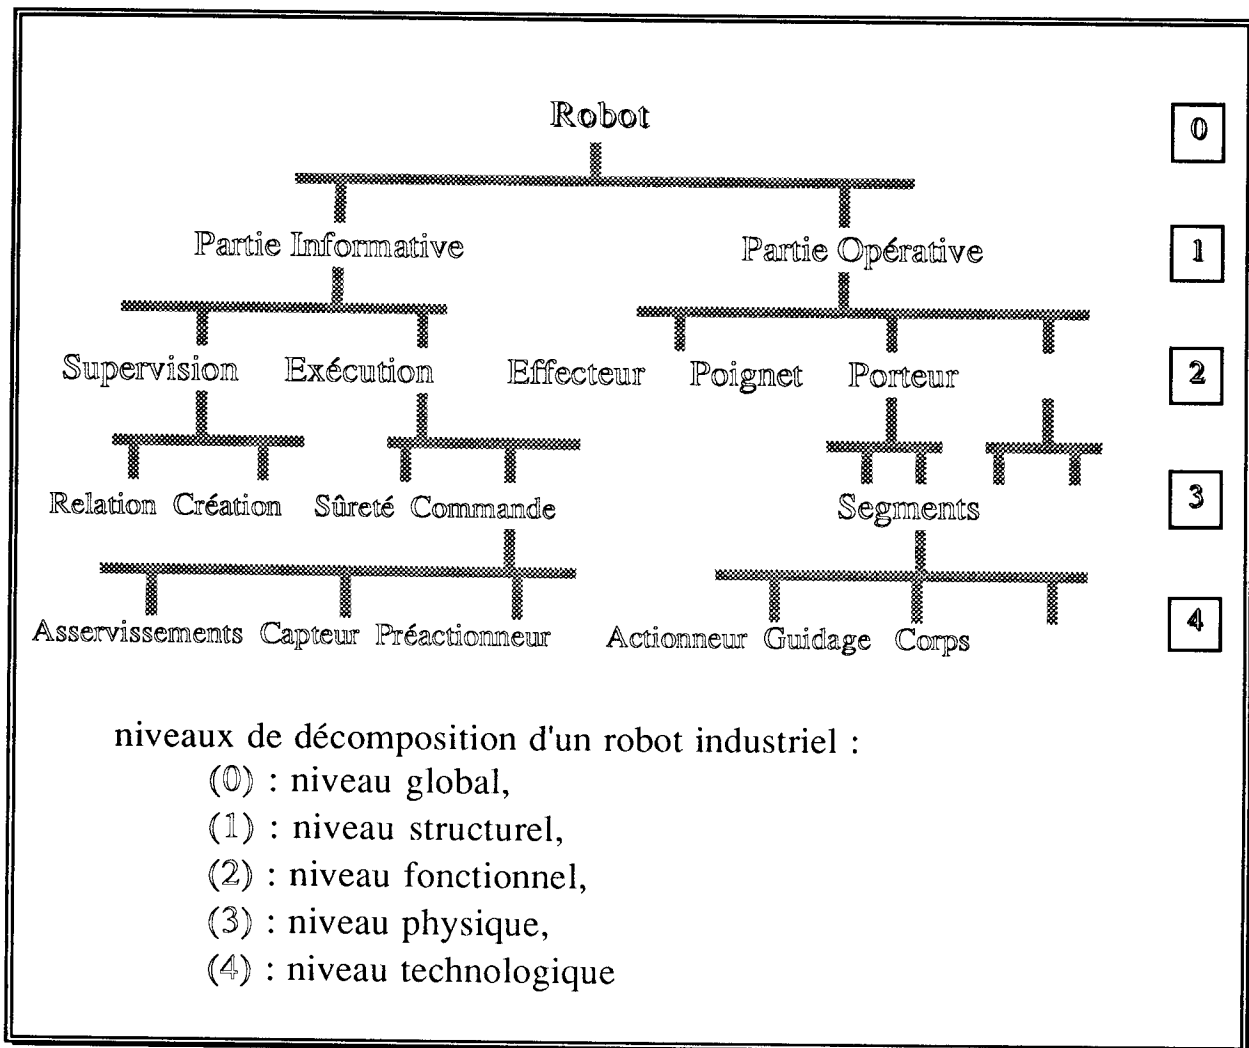 Robot
0
Partie Informative Partie Opérative
1
Supervision Exécution Effecteur Poignet Porteur
2
Relation Création Sûreté Commande Segments
3
Asservissements Capteur Préactionneur Actionneur Guidage Corps
4
niveaux de décomposition d'un robot industriel :
(0) : niveau global,
(1) : niveau structurel,
(2) : niveau fonctionnel,
(3) : niveau physique,
(4) : niveau technologique